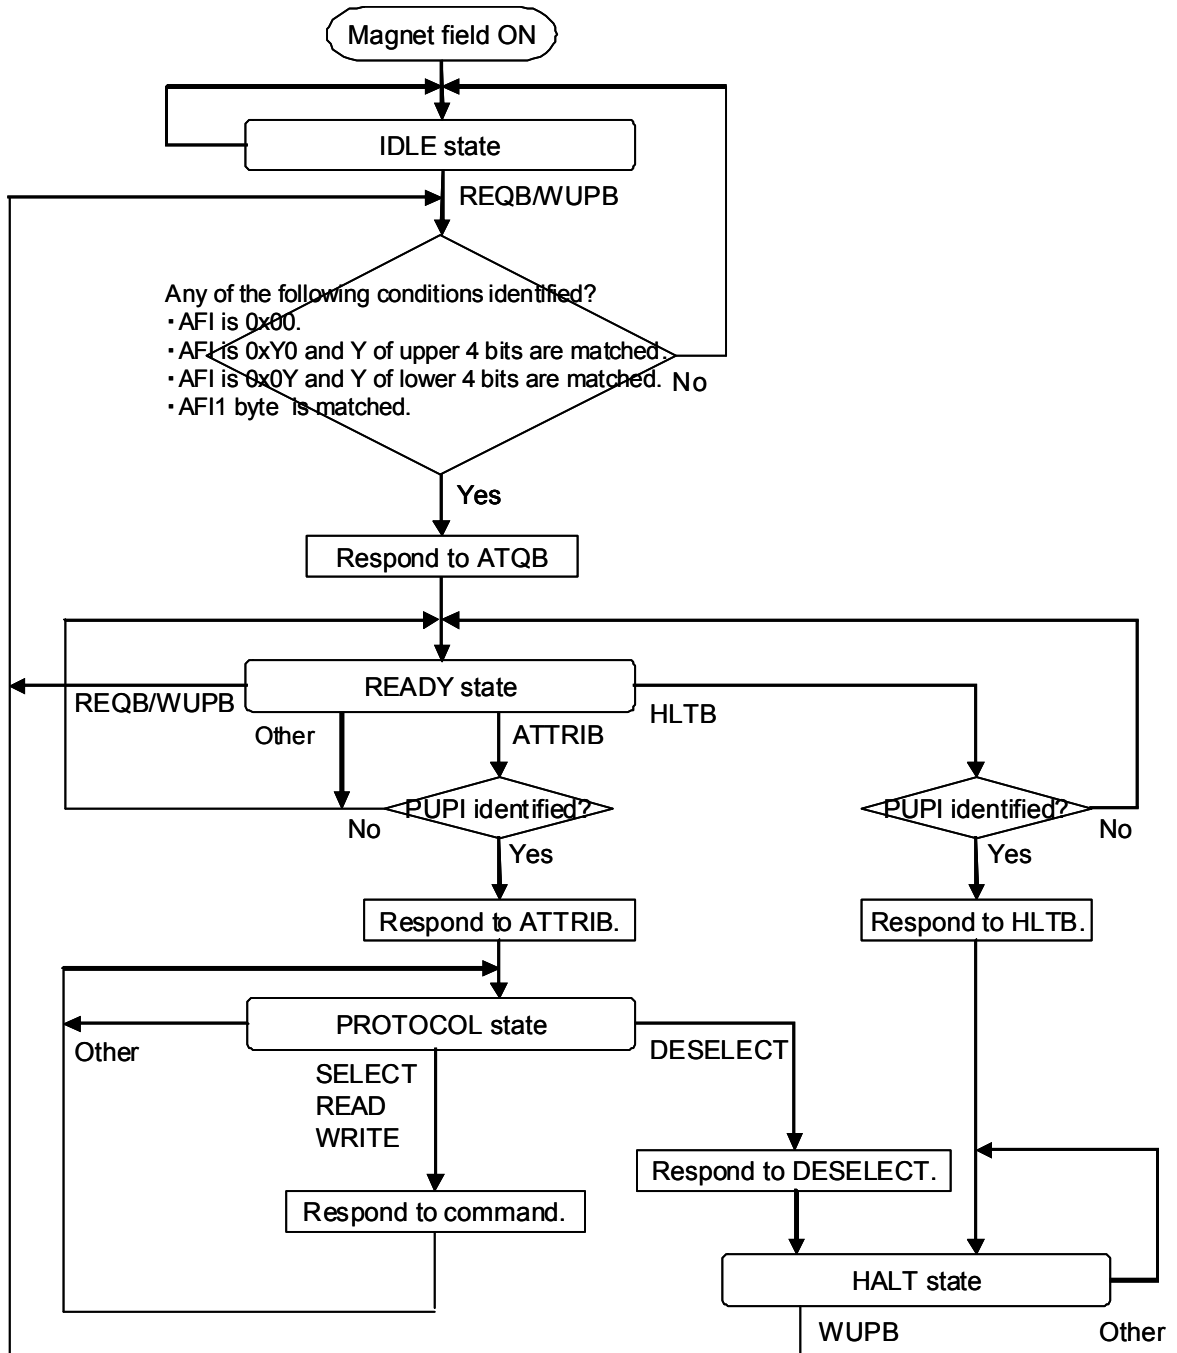 Magnet field ON
IDLE state
REQB/WUPB
Any of the following conditions identified?
・AFI is 0x00.
・AFI is 0xY0 and Y of upper 4 bits are matched.
・AFI is 0x0Y and Y of lower 4 bits are matched.
No
・AFI1 byte is matched.
Yes
Respond to ATQB
READY state
REQB/WUPB
HLTB
Other
ATTRIB
PUPI identified?
PUPI identified?
No
No
Yes
Yes
Respond to ATTRIB.
Respond to HLTB.
PROTOCOL state
Other
DESELECT
SELECT
READ
WRITE
Respond to DESELECT.
Respond to command.
HALT state
WUPB
Other